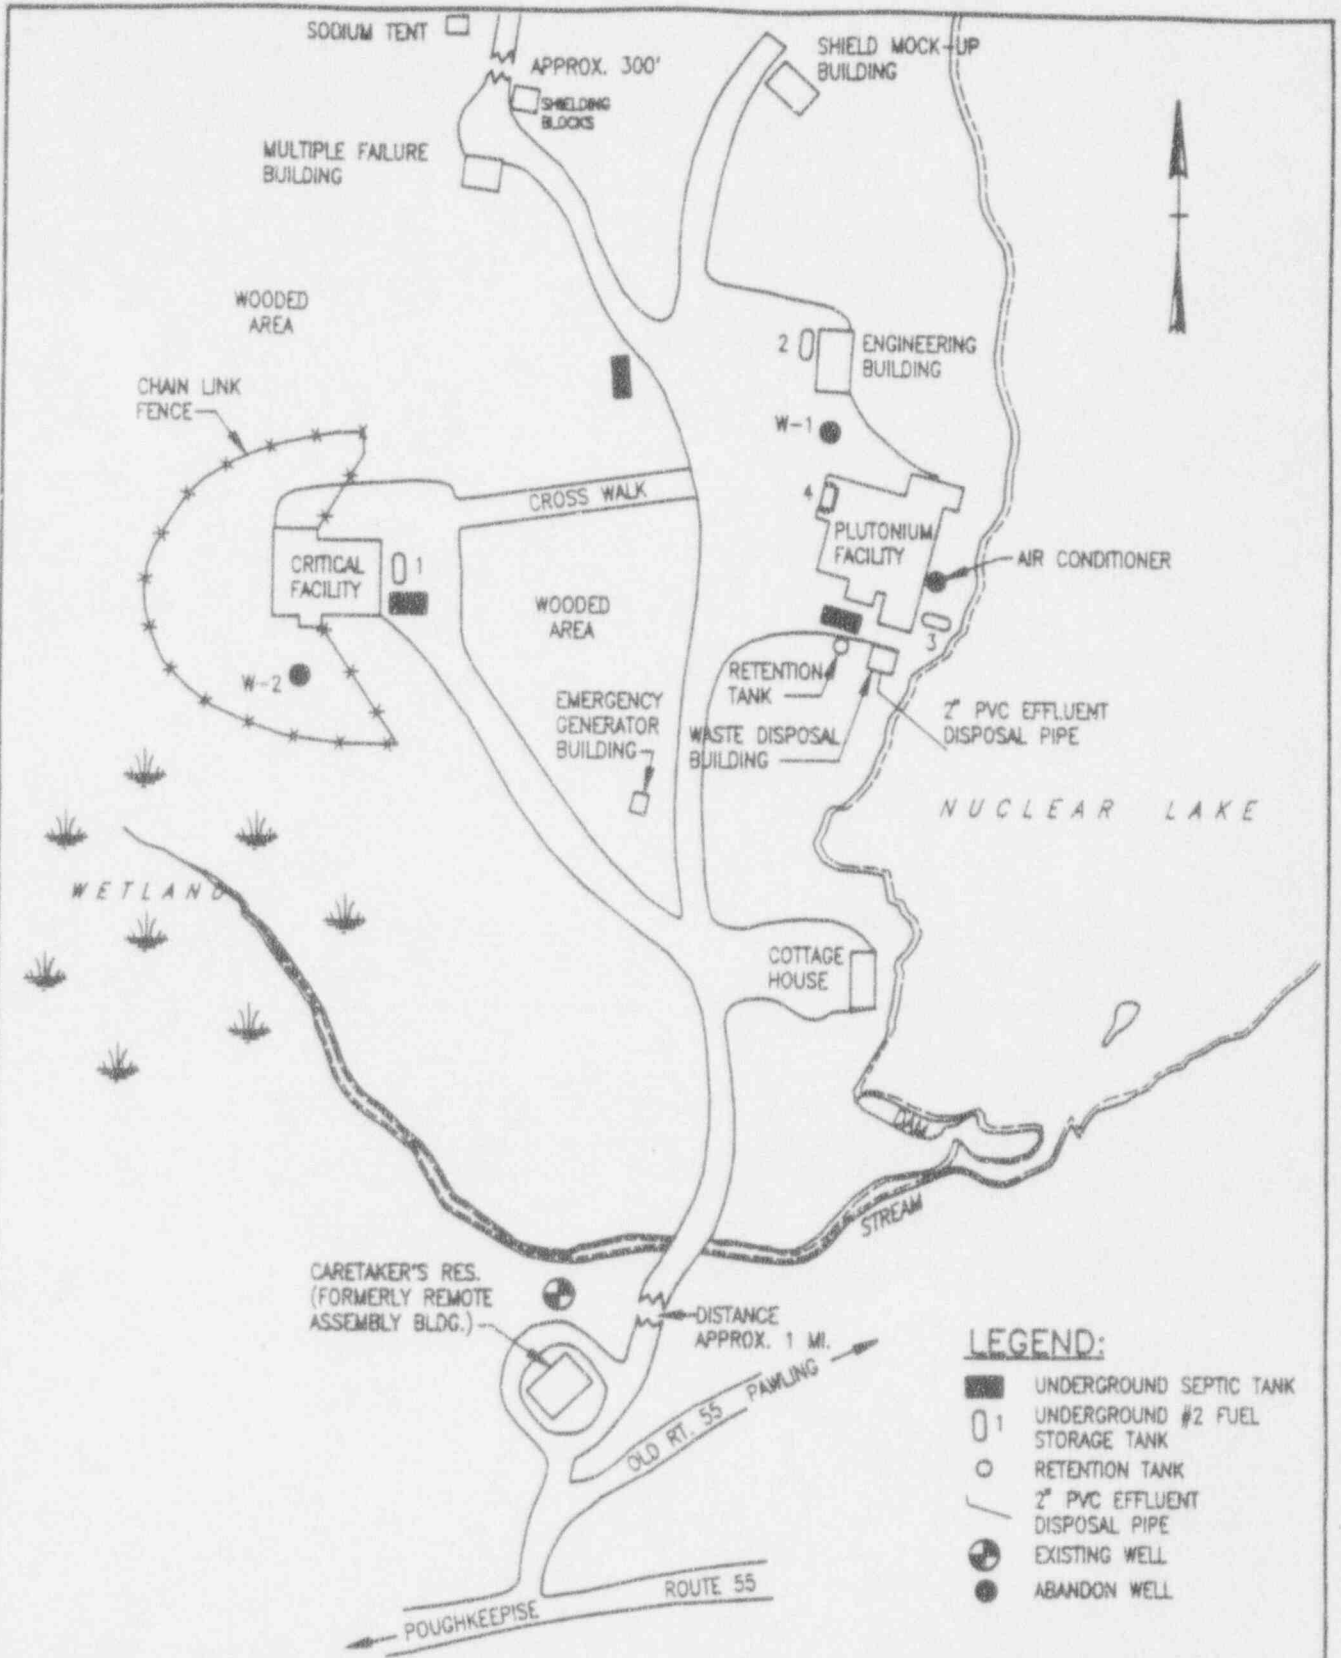 SODIUM TENT
APPROX. 300'
SHIELDING
BLOCKS
SHIELD MOCK-UP
BUILDING
MULTIPLE FAILURE
BUILDING
WOODED
AREA
CHAIN LINK
FENCE
2
ENGINEERING
BUILDING
W-1
4
CROSS WALK
PLUTONIUM
FACILITY
AIR CONDITIONER
CRITICAL
FACILITY
1
WOODED
AREA
3
W-2
RETENTION
TANK
EMERGENCY
GENERATOR
BUILDING
WASTE DISPOSAL
BUILDING
2" PVC EFFLUENT
DISPOSAL PIPE
NUCLEAR LAKE
WETLAND
COTTAGE
HOUSE
DAM
STREAM
CARETAKER'S RES.
(FORMERLY REMOTE
ASSEMBLY BLDG.)
DISTANCE
APPROX. 1 MI.
PAWLING
OLD RT. 55
ROUTE 55
POUGHKEEPISE
LEGEND:
UNDERGROUND SEPTIC TANK
1 UNDERGROUND #2 FUEL
STORAGE TANK
RETENTION TANK
2" PVC EFFLUENT
DISPOSAL PIPE
EXISTING WELL
ABANDON WELL